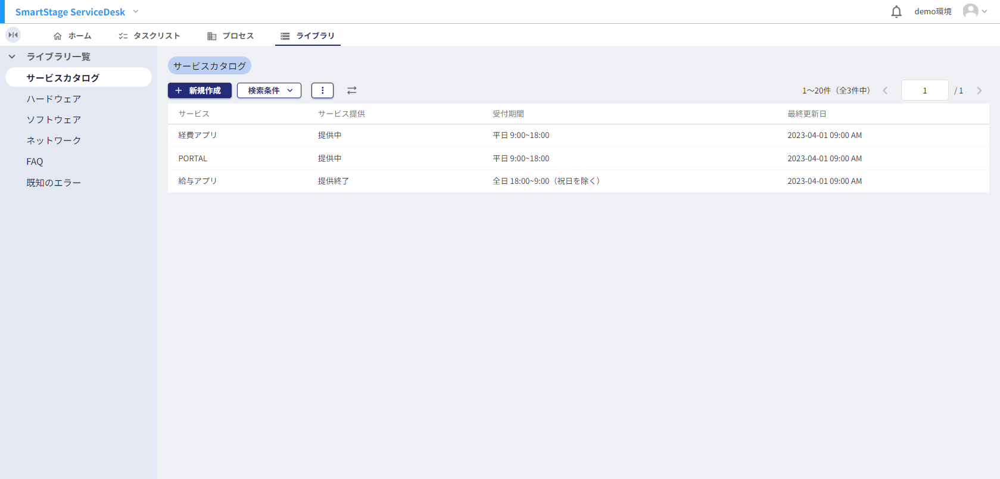 SmartStage ServiceDesk
demo環境
ホーム タスクリスト プロセス ライブラリ
ライブラリ一覧
サービスカタログ
ハードウェア
ソフトウェア
ネットワーク
FAQ
既知のエラー
サービスカタログ
新規作成 検索条件 1～20件（全3件中） 1 / 1
サービス サービス提供 受付期間 最終更新日
経費アプリ 提供中 平日 9:00~18:00 2023-04-01 09:00 AM
PORTAL 提供中 平日 9:00~18:00 2023-04-01 09:00 AM
給与アプリ 提供終了 全日 18:00~9:00（祝日を除く） 2023-04-01 09:00 AM